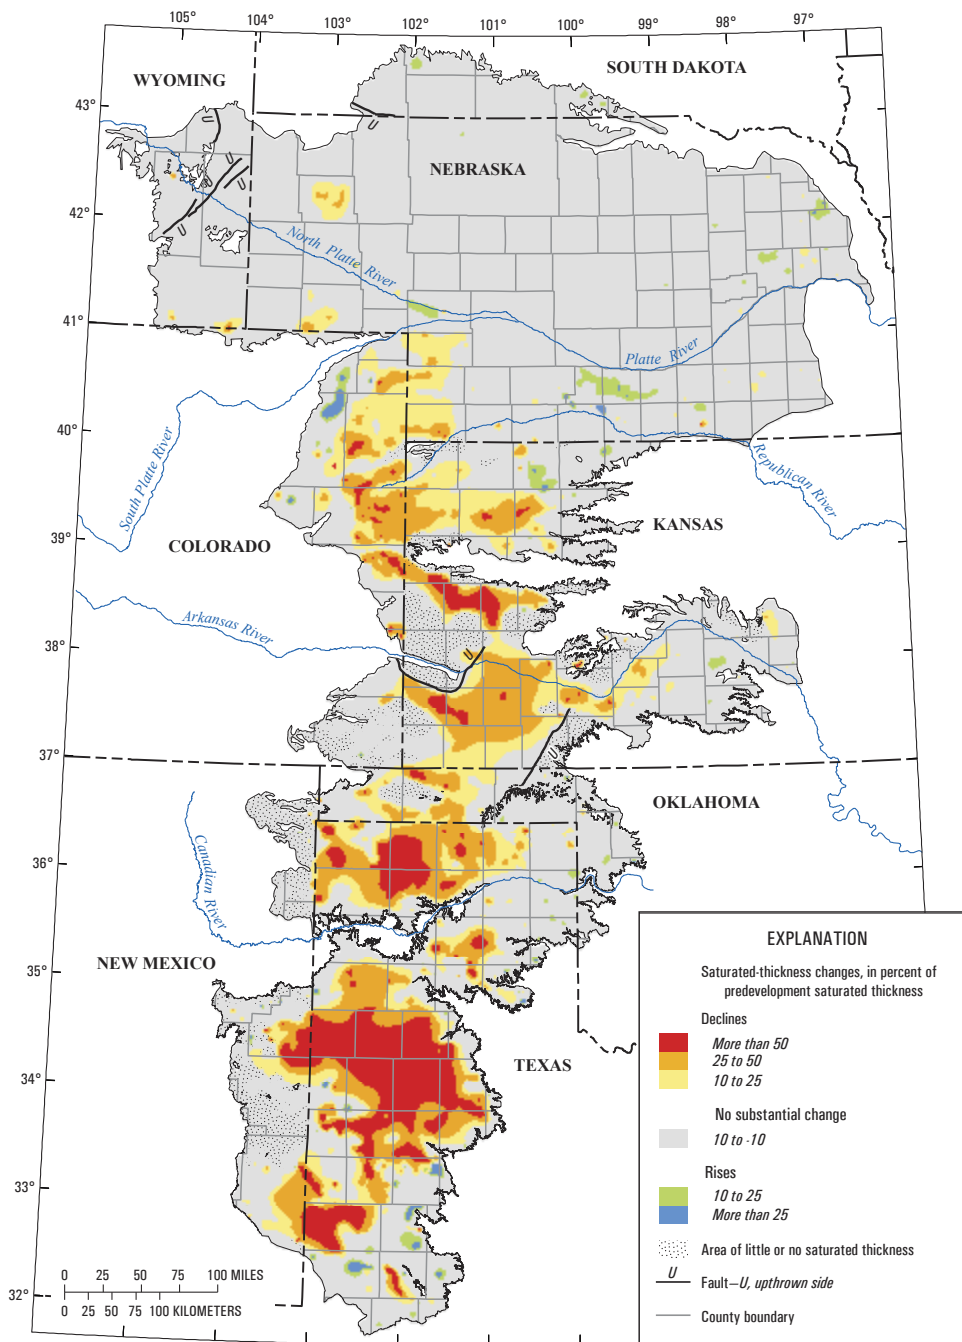 105° 104° 103° 102° 101° 100° 99° 98° 97°
WYOMING
SOUTH DAKOTA
43°
U
U
NEBRASKA
U
U
U
U
42°
North Platte River
41°
Platte River
40°
South Platte River
Republican River
39°
COLORADO
KANSAS
Arkansas River
38°
U
37°
U
OKLAHOMA
Canadian River
36°
35°
NEW MEXICO
TEXAS
34°
33°
32°
0 25 50 75 100 MILES
0 25 50 75 100 KILOMETERS
EXPLANATION
Saturated-thickness changes, in percent of
predevelopment saturated thickness
Declines
More than 50
25 to 50
10 to 25
No substantial change
10 to -10
Rises
10 to 25
More than 25
Area of little or no saturated thickness
U
Fault—U, upthrown side
County boundary